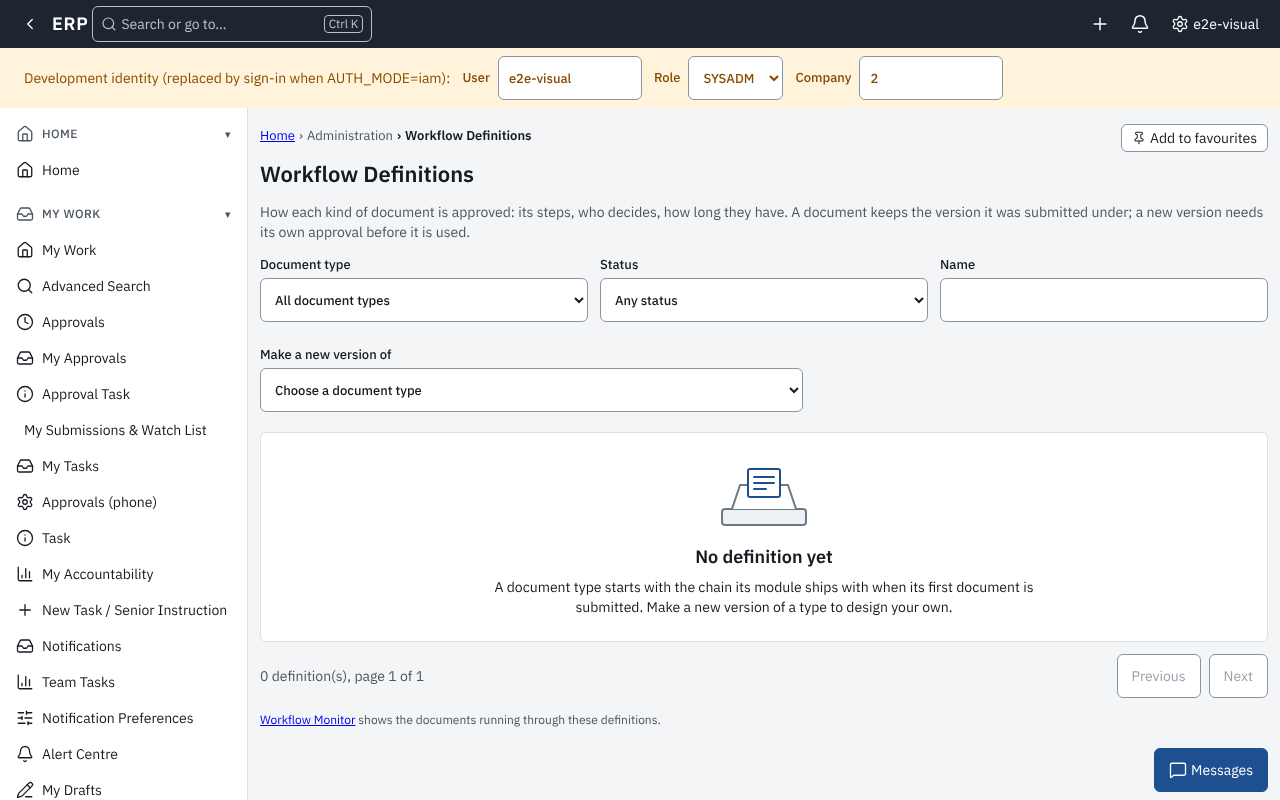 ERP
Search or go to...
Ctrl K
e2e-visual
Development identity (replaced by sign-in when AUTH_MODE=iam):
User
e2e-visual
Role
SYSADM
Company
2
HOME
Home
MY WORK
My Work
Advanced Search
Approvals
My Approvals
Approval Task
My Submissions & Watch List
My Tasks
Approvals (phone)
Task
My Accountability
New Task / Senior Instruction
Notifications
Team Tasks
Notification Preferences
Alert Centre
My Drafts
Home › Administration › Workflow Definitions
Add to favourites
Workflow Definitions
How each kind of document is approved: its steps, who decides, how long they have. A document keeps the version it was submitted under; a new version needs
its own approval before it is used.
Document type
All document types
Status
Any status
Name
Make a new version of
Choose a document type
No definition yet
A document type starts with the chain its module ships with when its first document is
submitted. Make a new version of a type to design your own.
0 definition(s), page 1 of 1
Previous
Next
Workflow Monitor shows the documents running through these definitions.
Messages